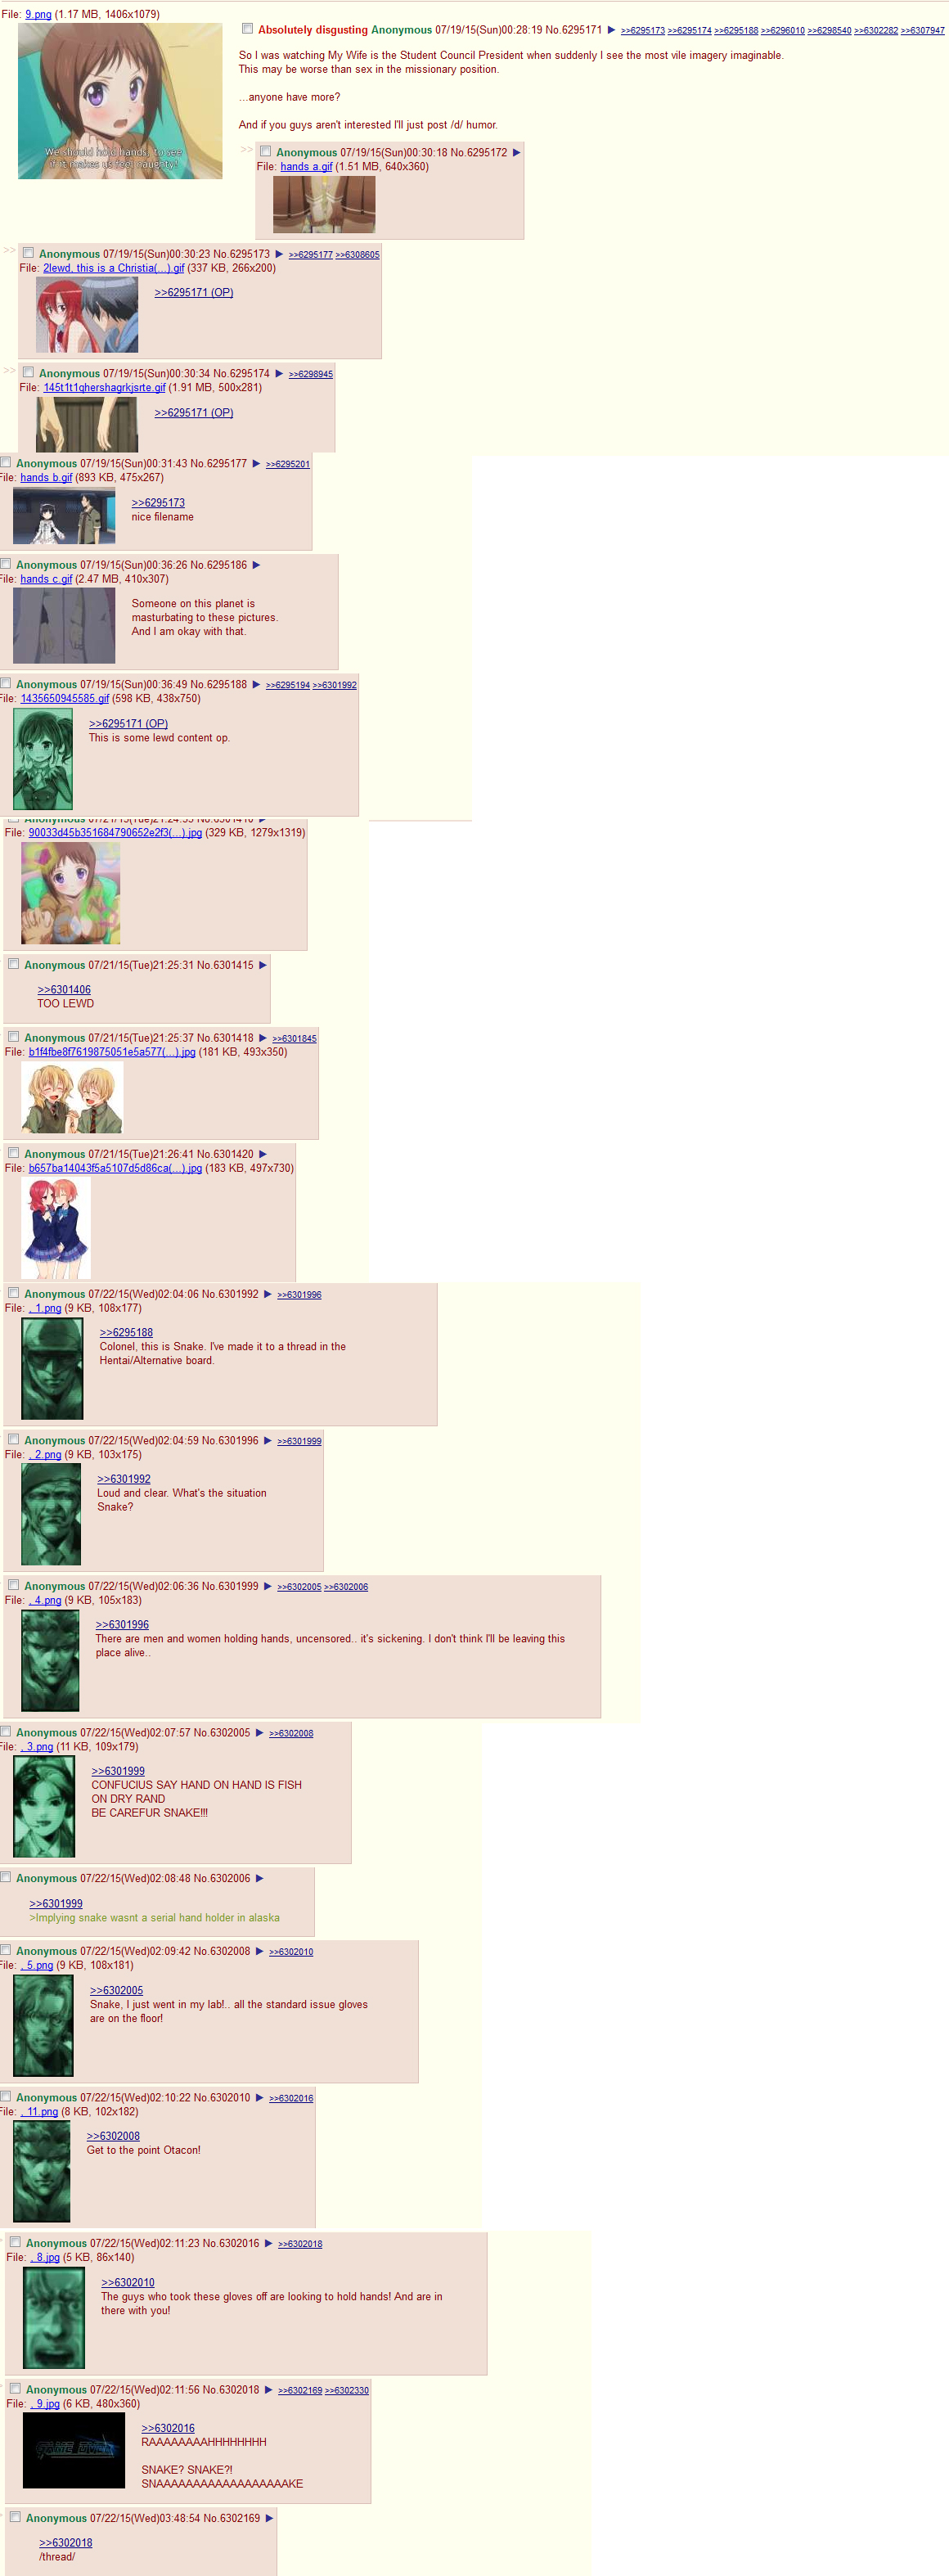 File: 9.png (1.17 MB, 1406x1079)
We should hold hands, to see
if it makes us feel naughty!
Absolutely disgusting Anonymous 07/19/15(Sun)00:28:19 No.6295171 ▶ >>6295173 >>6295174 >>6295188 >>6296010 >>6298540 >>6302282 >>6307947
So I was watching My Wife is the Student Council President when suddenly I see the most vile imagery imaginable.
This may be worse than sex in the missionary position.
...anyone have more?
And if you guys aren't interested I'll just post /d/ humor.
>> Anonymous 07/19/15(Sun)00:30:18 No.6295172 ▶
File: hands a.gif (1.51 MB, 640x360)
>> Anonymous 07/19/15(Sun)00:30:23 No.6295173 ▶ >>6295177 >>6308605
File: 2lewd, this is a Christia(...).gif (337 KB, 266x200)
>>6295171 (OP)
>> Anonymous 07/19/15(Sun)00:30:34 No.6295174 ▶ >>6298945
File: 145t1t1qhershagrkjsrte.gif (1.91 MB, 500x281)
>>6295171 (OP)
Anonymous 07/19/15(Sun)00:31:43 No.6295177 ▶ >>6295201
File: hands b.gif (893 KB, 475x267)
>>6295173
nice filename
Anonymous 07/19/15(Sun)00:36:26 No.6295186 ▶
File: hands c.gif (2.47 MB, 410x307)
Someone on this planet is
masturbating to these pictures.
And I am okay with that.
Anonymous 07/19/15(Sun)00:36:49 No.6295188 ▶ >>6295194 >>6301992
File: 1435650945585.gif (598 KB, 438x750)
>>6295171 (OP)
This is some lewd content op.
File: 90033d45b351684790652e2f3(...).jpg (329 KB, 1279x1319)
Anonymous 07/21/15(Tue)21:25:31 No.6301415 ▶
>>6301406
TOO LEWD
Anonymous 07/21/15(Tue)21:25:37 No.6301418 ▶ >>6301845
File: b1f4fbe8f7619875051e5a577(...).jpg (181 KB, 493x350)
Anonymous 07/21/15(Tue)21:26:41 No.6301420 ▶
File: b657ba14043f5a5107d5d86ca(...).jpg (183 KB, 497x730)
Anonymous 07/22/15(Wed)02:04:06 No.6301992 ▶ >>6301996
File: . 1.png (9 KB, 108x177)
>>6295188
Colonel, this is Snake. I've made it to a thread in the
Hentai/Alternative board.
Anonymous 07/22/15(Wed)02:04:59 No.6301996 ▶ >>6301999
File: . 2.png (9 KB, 103x175)
>>6301992
Loud and clear. What's the situation
Snake?
Anonymous 07/22/15(Wed)02:06:36 No.6301999 ▶ >>6302005 >>6302006
File: . 4.png (9 KB, 105x183)
>>6301996
There are men and women holding hands, uncensored.. it's sickening. I don't think I'll be leaving this
place alive..
Anonymous 07/22/15(Wed)02:07:57 No.6302005 ▶ >>6302008
File: . 3.png (11 KB, 109x179)
>>6301999
CONFUCIUS SAY HAND ON HAND IS FISH
ON DRY RAND
BE CAREFUR SNAKE!!!
Anonymous 07/22/15(Wed)02:08:48 No.6302006 ▶
>>6301999
>Implying snake wasnt a serial hand holder in alaska
Anonymous 07/22/15(Wed)02:09:42 No.6302008 ▶ >>6302010
File: . 5.png (9 KB, 108x181)
>>6302005
Snake, I just went in my lab!.. all the standard issue gloves
are on the floor!
Anonymous 07/22/15(Wed)02:10:22 No.6302010 ▶ >>6302016
File: . 11.png (8 KB, 102x182)
>>6302008
Get to the point Otacon!
Anonymous 07/22/15(Wed)02:11:23 No.6302016 ▶ >>6302018
File: . 8.jpg (5 KB, 86x140)
>>6302010
The guys who took these gloves off are looking to hold hands! And are in
there with you!
Anonymous 07/22/15(Wed)02:11:56 No.6302018 ▶ >>6302169 >>6302330
File: . 9.jpg (6 KB, 480x360)
GAME OVER
>>6302016
RAAAAAAAAHHHHHHHH
SNAKE? SNAKE?!
SNAAAAAAAAAAAAAAAAAAKE
Anonymous 07/22/15(Wed)03:48:54 No.6302169 ▶
>>6302018
/thread/